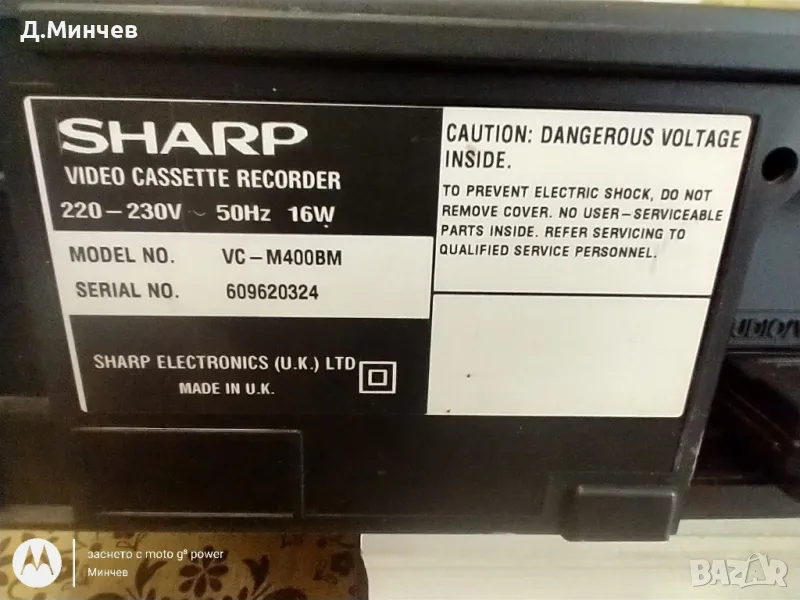 Д.Минчев
SHARP
VIDEO CASSETTE RECORDER
220-230V ~ 50Hz 16W
MODEL NO. VC-M400BM
SERIAL NO. 609620324
SHARP ELECTRONICS (U.K.) LTD
MADE IN U.K.
CAUTION: DANGEROUS VOLTAGE
INSIDE.
TO PREVENT ELECTRIC SHOCK, DO NOT
REMOVE COVER. NO USER-SERVICEABLE
PARTS INSIDE. REFER SERVICING TO
QUALIFIED SERVICE PERSONNEL.
заснето с moto g⁸ power
Минчев
BAZAR